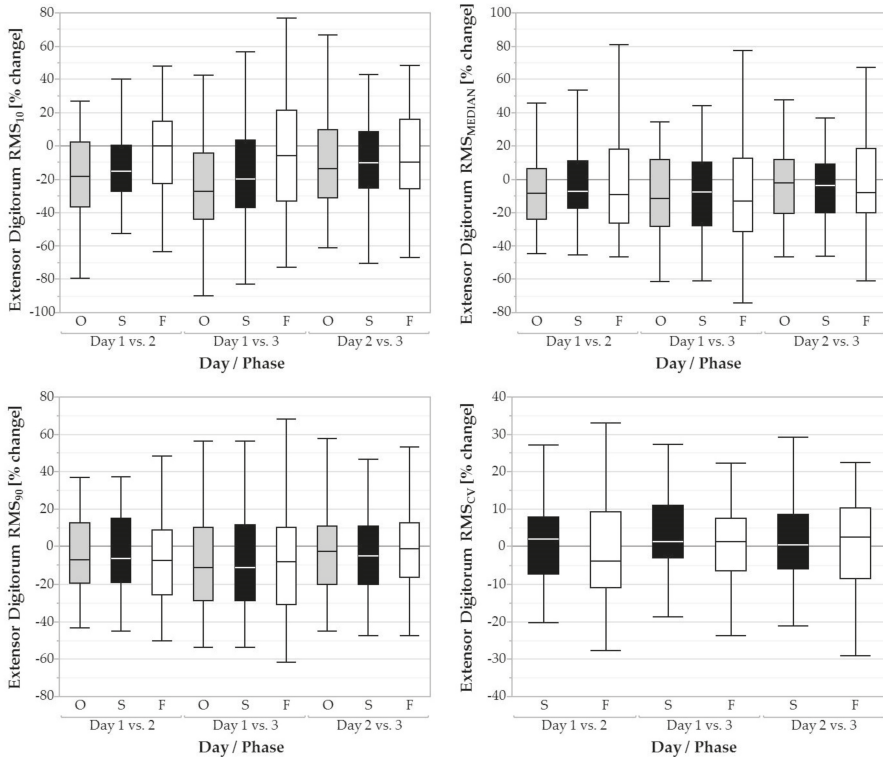 Extensor Digitorum RMS10 [% change]
80
60
40
20
0
-20
-40
-60
-80
-100
O S F O S F O S F
Day 1 vs. 2 Day 1 vs. 3 Day 2 vs. 3
Day / Phase
Extensor Digitorum RMSMEDIAN [% change]
100
80
60
40
20
0
-20
-40
-60
-80
O S F O S F O S F
Day 1 vs. 2 Day 1 vs. 3 Day 2 vs. 3
Day / Phase
Extensor Digitorum RMS90 [% change]
80
60
40
20
0
-20
-40
-60
-80
O S F O S F O S F
Day 1 vs. 2 Day 1 vs. 3 Day 2 vs. 3
Day / Phase
Extensor Digitorum RMSCV [% change]
40
30
20
10
0
-10
-20
-30
-40
S F S F S F
Day 1 vs. 2 Day 1 vs. 3 Day 2 vs. 3
Day / Phase